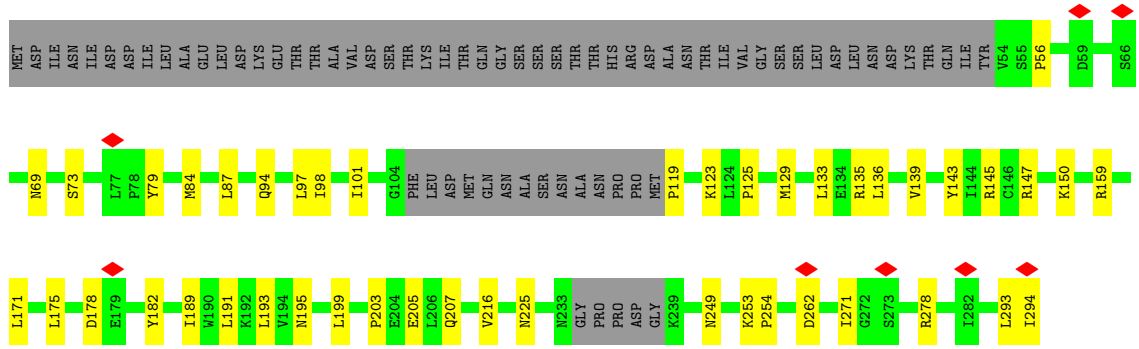 MET ASP ILE ASN ILE ASP ASP ILE LEU ALA GLU LEU ASP LYS GLU THR THR ALA VAL ASP SER THR LYS ILE THR GLN GLY SER SER SER THR THR HIS ARG ASP ALA ASN THR ILE VAL GLY SER SER LEU ASP LEU ASN ASP LYS THR GLN ILE TYR V54 S55 P56 D59 S66
N69 S73 L77 P78 Y79 M84 L87 Q94 L97 I98 I101 G104 PHE LEU ASP MET GLN ASN ALA SER ASN ALA ASN PRO PRO MET P119 K123 L124 P125 M129 L133 E134 R135 L136 V139 Y143 I144 R145 C146 R147 K150 R159
L171 L175 D178 E179 Y182 I189 W190 L191 K192 L193 V194 N195 L199 P203 E204 E205 L206 Q207 V216 N225 N233 GLY PRO PRO ASP GLY K239 N249 K253 P254 D262 I271 G272 S273 R278 I282 L293 I294